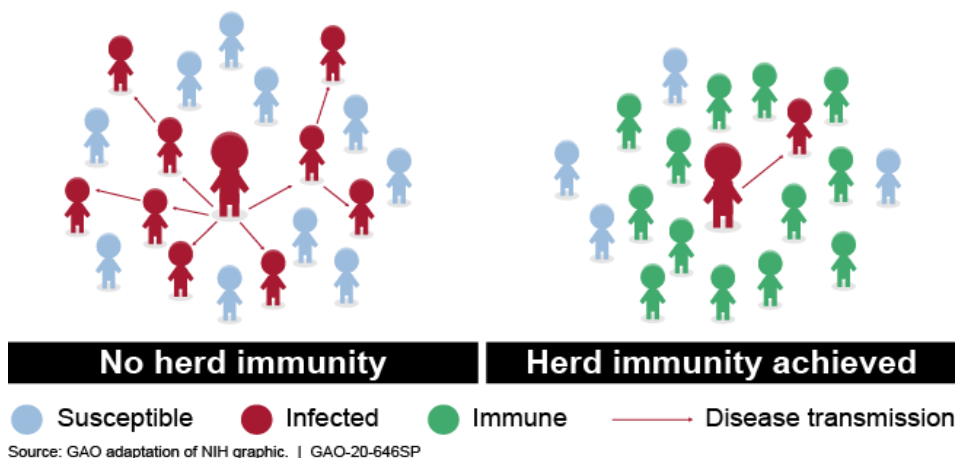 No herd immunity
Herd immunity achieved
Susceptible Infected Immune Disease transmission
Source: GAO adaptation of NIH graphic. | GAO-20-646SP